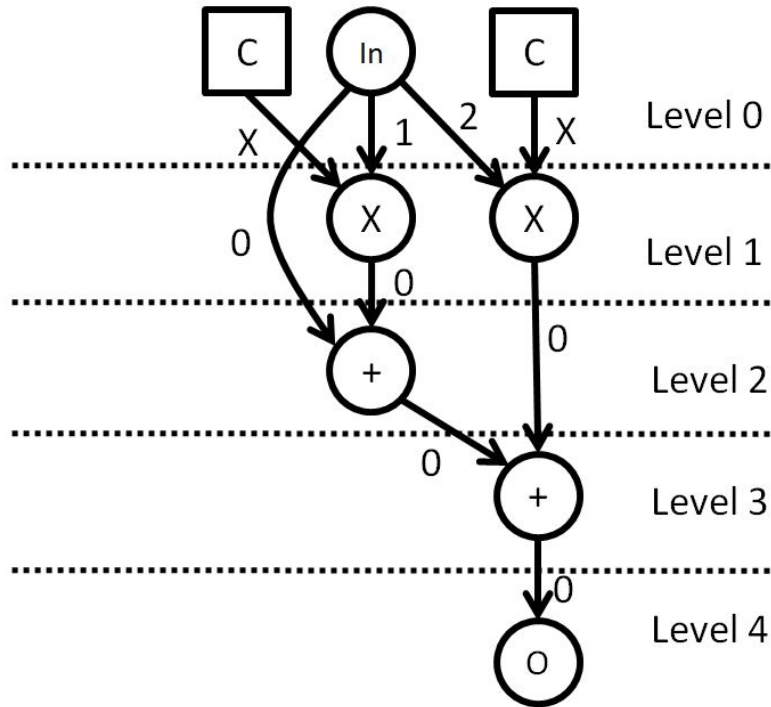 C In C
Level 0
X 1 2 X
X X
0 0 Level 1
0
+ Level 2
0
+ Level 3
0
O Level 4